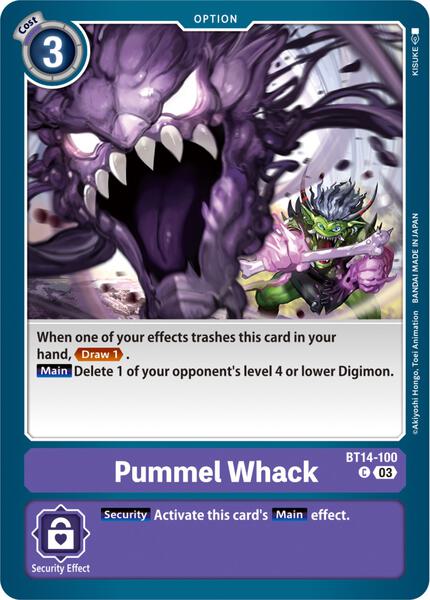 OPTION
Cost
3
KISUKE
©Akiyoshi Hongo, Toei Animation BANDAI MADE IN JAPAN
When one of your effects trashes this card in your
hand, Draw 1 .
Main Delete 1 of your opponent's level 4 or lower Digimon.
BT14-100
Pummel Whack
C 03
Security Activate this card's Main effect.
Security Effect